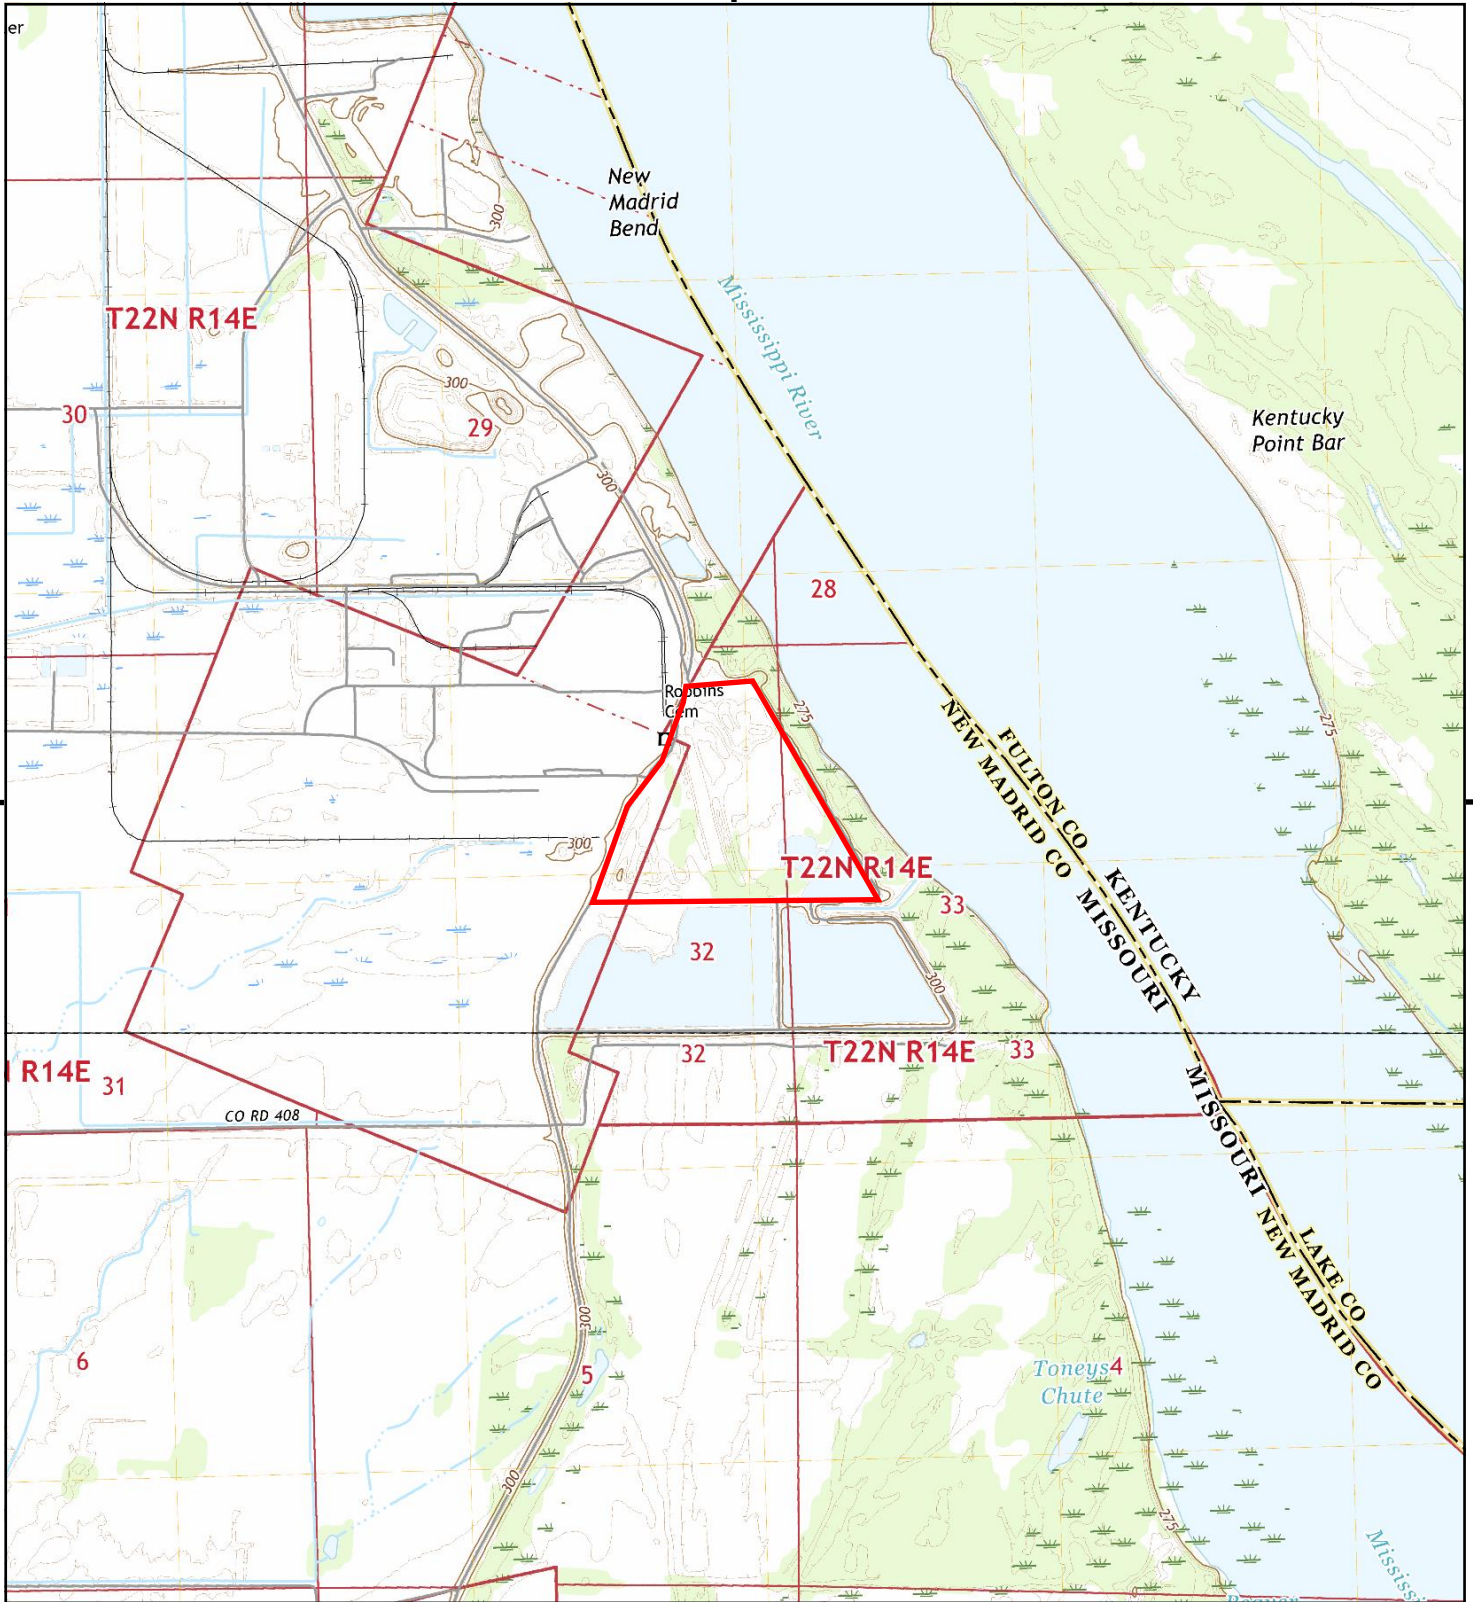 er
New
Madrid
Bend
300
Mississippi River
T22N R14E
300
30
29
Kentucky
Point Bar
300
28
Robbins
Cem
275
275
NEW MADRID CO
FULTON CO
300
T22N R14E
33
MISSOURI
KENTUCKY
32
300
R14E
31
32
T22N R14E
33
CO RD 408
MISSOURI
NEW MADRID CO
LAKE CO
300
6
5
Toneys
Chute
4
300
275